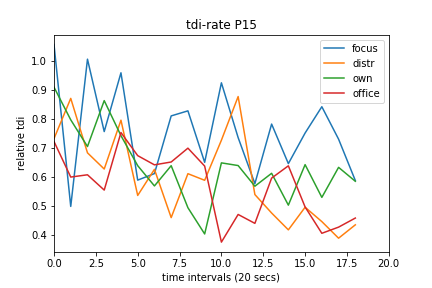 tdi-rate P15
focus
distr
own
office
relative tdi
1.0
0.9
0.8
0.7
0.6
0.5
0.4
0.0 2.5 5.0 7.5 10.0 12.5 15.0 17.5 20.0
time intervals (20 secs)